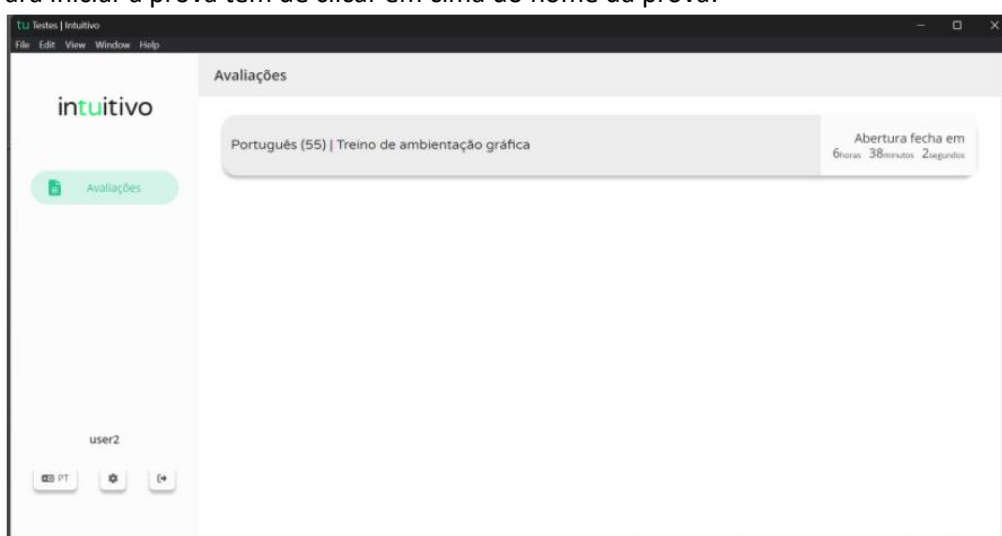 ara iniciar a prova tem de clicar em cima do nome da prova.
tu Testes | Intuitivo
File Edit View Window Help
intuitivo
Avaliações
user2
PT
Avaliações
Português (55) | Treino de ambientação gráfica
Abertura fecha em
6horas 38minutos 2segundos